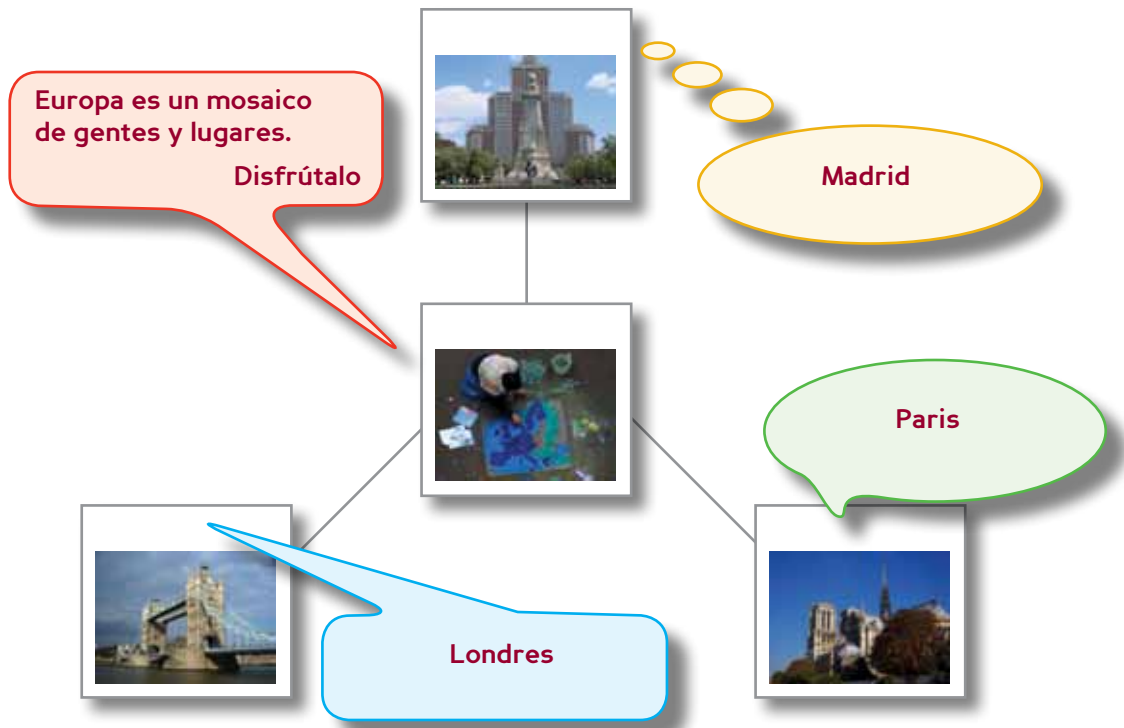 Europa es un mosaico
de gentes y lugares.
Disfrútalo
Madrid
Paris
Londres